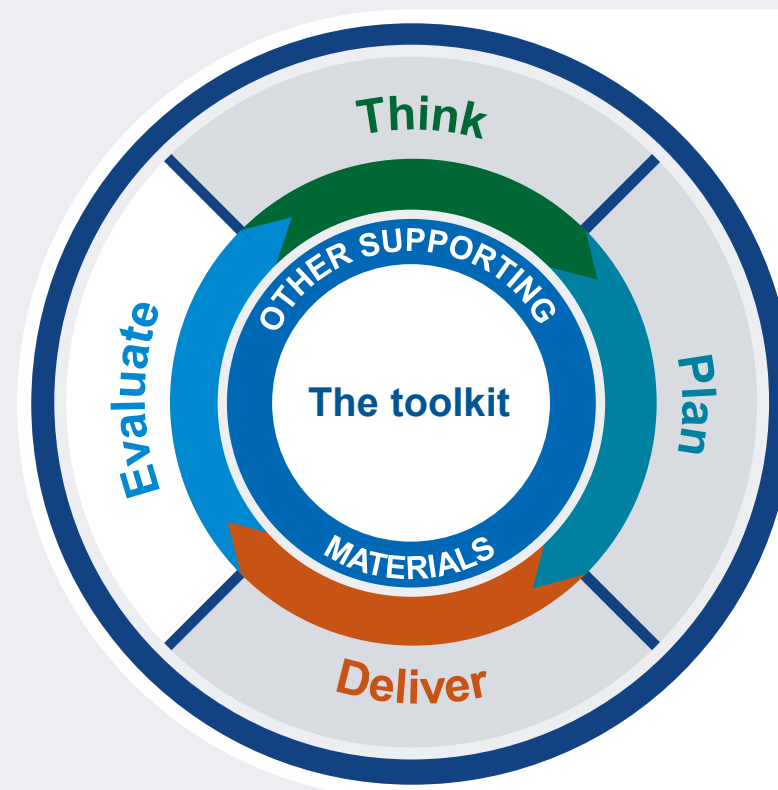 Think
Plan
Deliver
Evaluate
OTHER SUPPORTING
MATERIALS
The toolkit